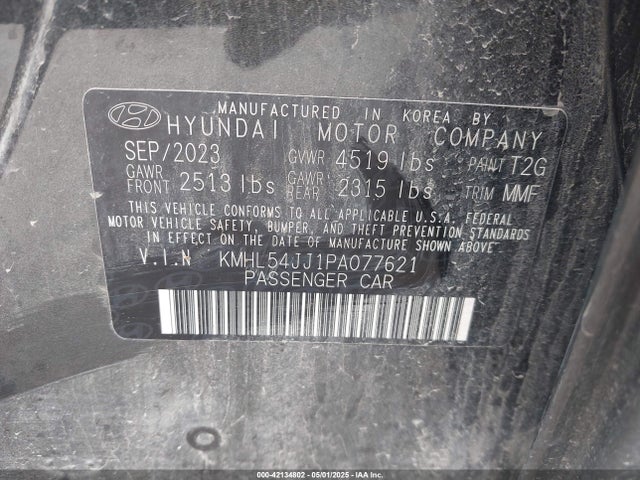 MANUFACTURED IN KOREA BY
HYUNDAI MOTOR COMPANY
SEP/2023 GVWR 4519 lbs PAINT T2G
GAWR FRONT 2513 lbs GAWR REAR 2315 lbs TRIM MMF
THIS VEHICLE CONFORMS TO ALL APPLICABLE U.S.A. FEDERAL
MOTOR VEHICLE SAFETY, BUMPER, AND THEFT PREVENTION STANDARDS
IN EFFECT ON THE DATE OF MANUFACTURE SHOWN ABOVE
V.I.N KMHL54JJ1PA077621
PASSENGER CAR
000-42134802 - 05/01/2025 - IAA Inc.